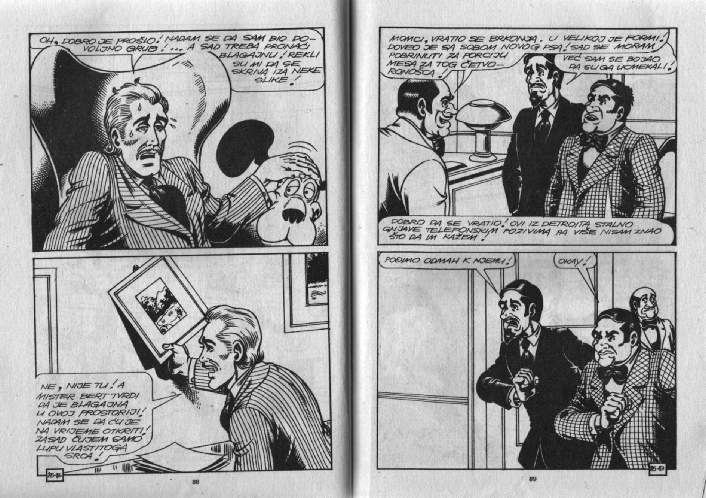 OH, DOBRO JE PROŠLO! NADAM SE DA SAM BIO DO-
VOLJNO GRUB!... A SAD TREBA PRONAĆI
BLAGAJNU! REKLI
SU MI DA SE
SKRIVA IZA NEKE
SLIKE!
NE, NIJE TU! A
MISTER BERT TVRDI
DA JE BLAGAJNA
U OVOJ PROSTORIJI!
NADAM SE DA ĆU JE
NA VRIJEME OTKRITI!
ZASAD ČUJEM SAMO
LUPU VLASTITOGA
SRCA!
88
MOMCI, VRATIO SE BRKONJA. U VELIKOJ JE FORMI!
DOVEO JE SA SOBOM NOVOG PSA! SAD SE MORAM
POBRINUTI ZA PORCIJU
MESA ZA TOG ČETVO-
RONOŠCA!
VEĆ SAM SE BOJAO
DA SU GA UCMEKALI!
DOBRO DA SE VRATIO! OVI IZ DETROITA STALNO
GNJAVE TELEFONSKIM POZIVIMA PA VIŠE NISAM ZNAO
ŠTO DA IM KAŽEM!
POĐIMO ODMAH K NJEMU!
OKAY!
89